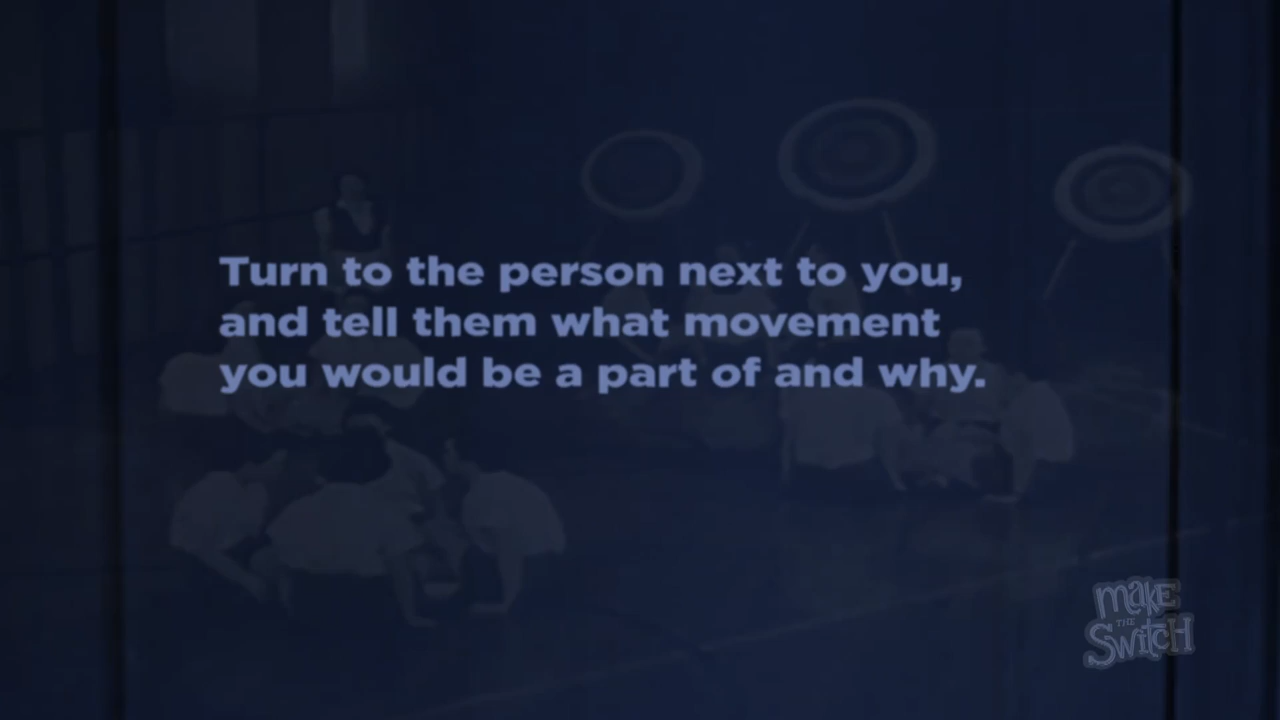 Turn to the person next to you,
and tell them what movement
you would be a part of and why.
make
THE
SwitcH